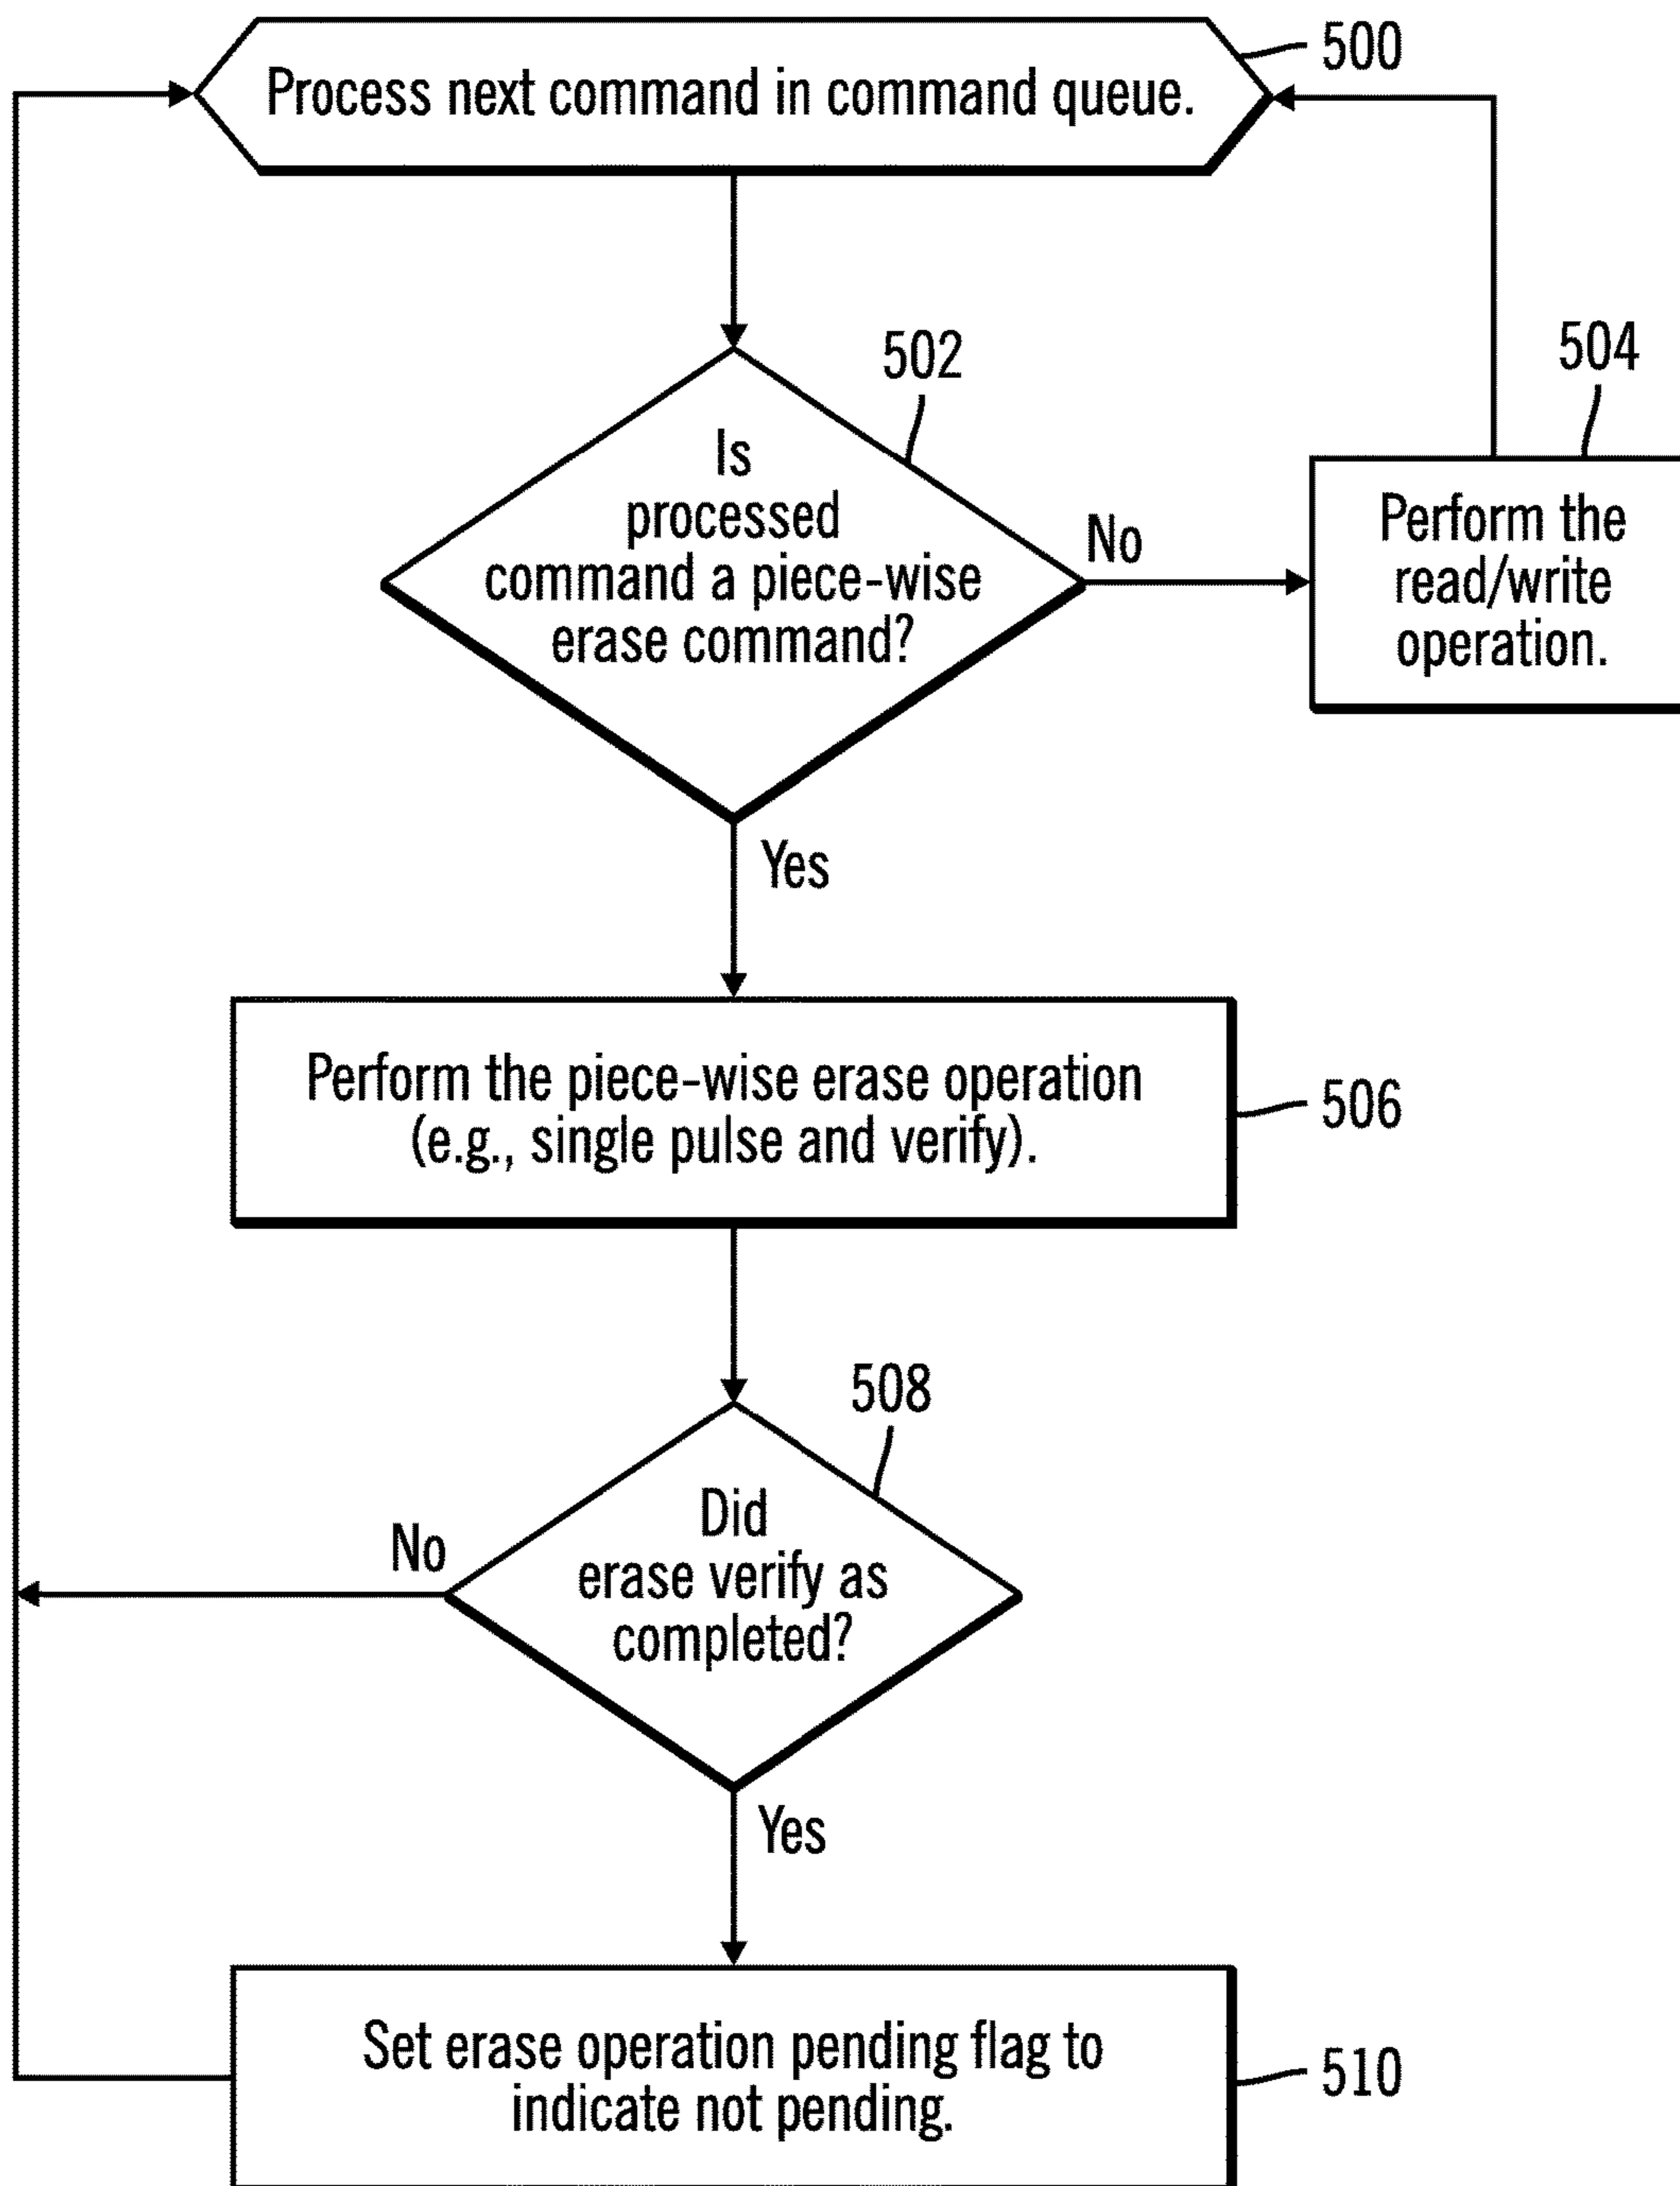 500
Process next command in command queue.
502
504
Is
processed
command a piece-wise
erase command?
No
Perform the
read/write
operation.
Yes
Perform the piece-wise erase operation
(e.g., single pulse and verify).
506
508
Did
erase verify as
completed?
No
Yes
Set erase operation pending flag to
indicate not pending.
510